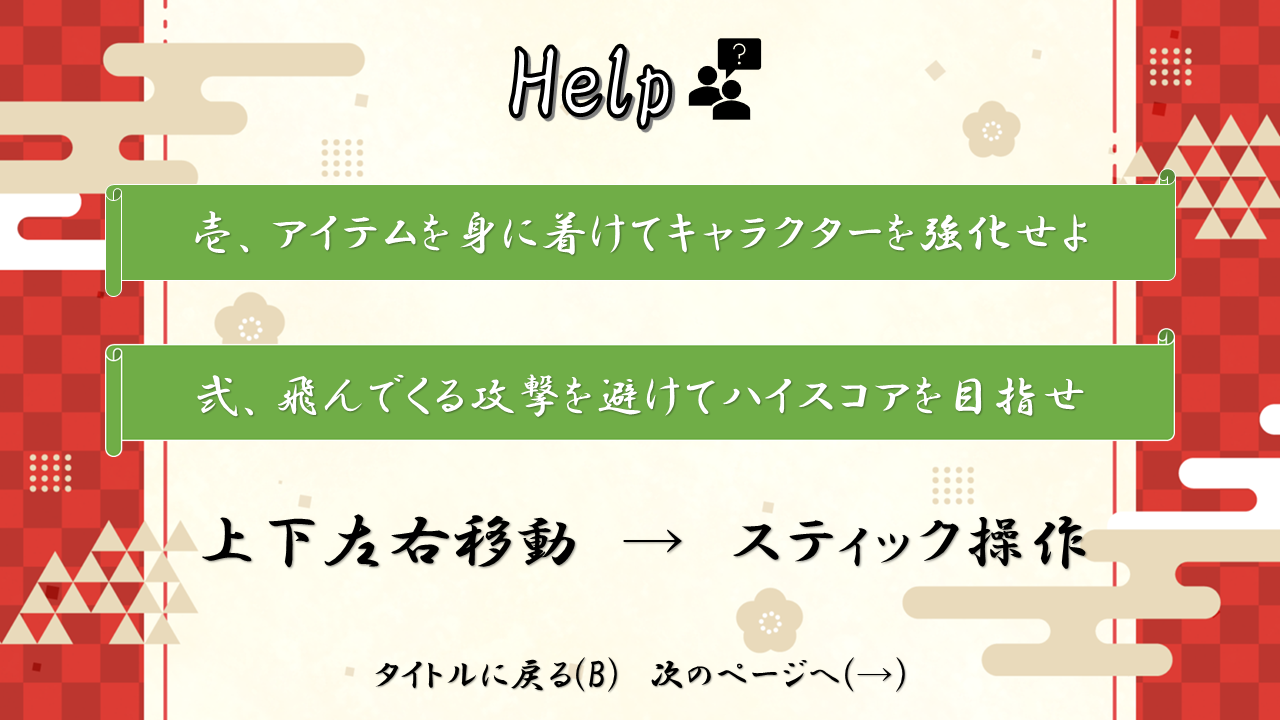 Help
壱、アイテムを身に着けてキャラクターを強化せよ
弐、飛んでくる攻撃を避けてハイスコアを目指せ
上下左右移動 → スティック操作
タイトルに戻る(B) 次のページへ(→)